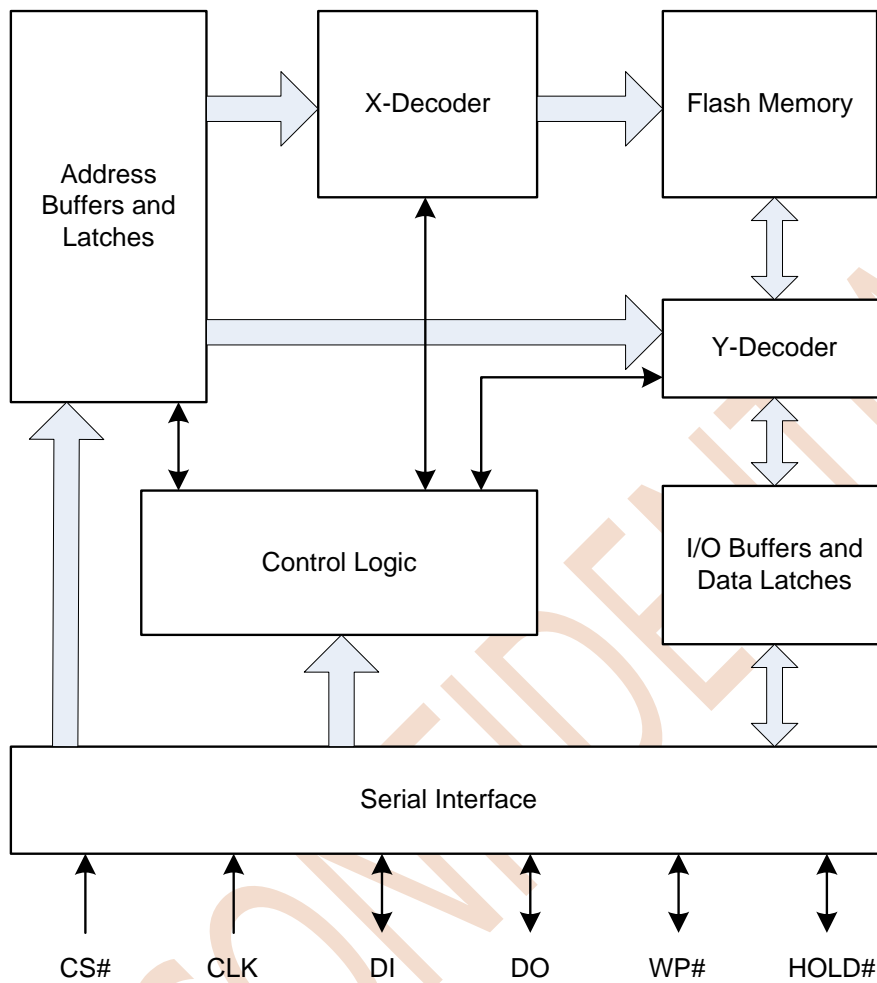 X-Decoder
Flash Memory
Address
Buffers and
Latches
Y-Decoder
Control Logic
I/O Buffers and
Data Latches
Serial Interface
CS#
CLK
DI
DO
WP#
HOLD#